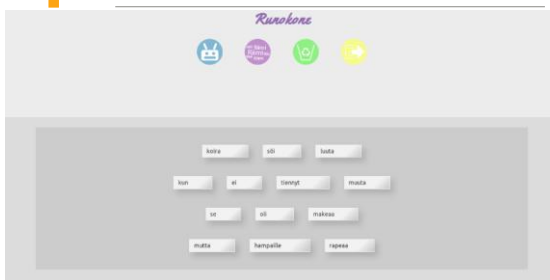 Runokone
koira söi luuta
kun ei tiennyt muuta
se oli makeaa
mutta hampaille rapeaa